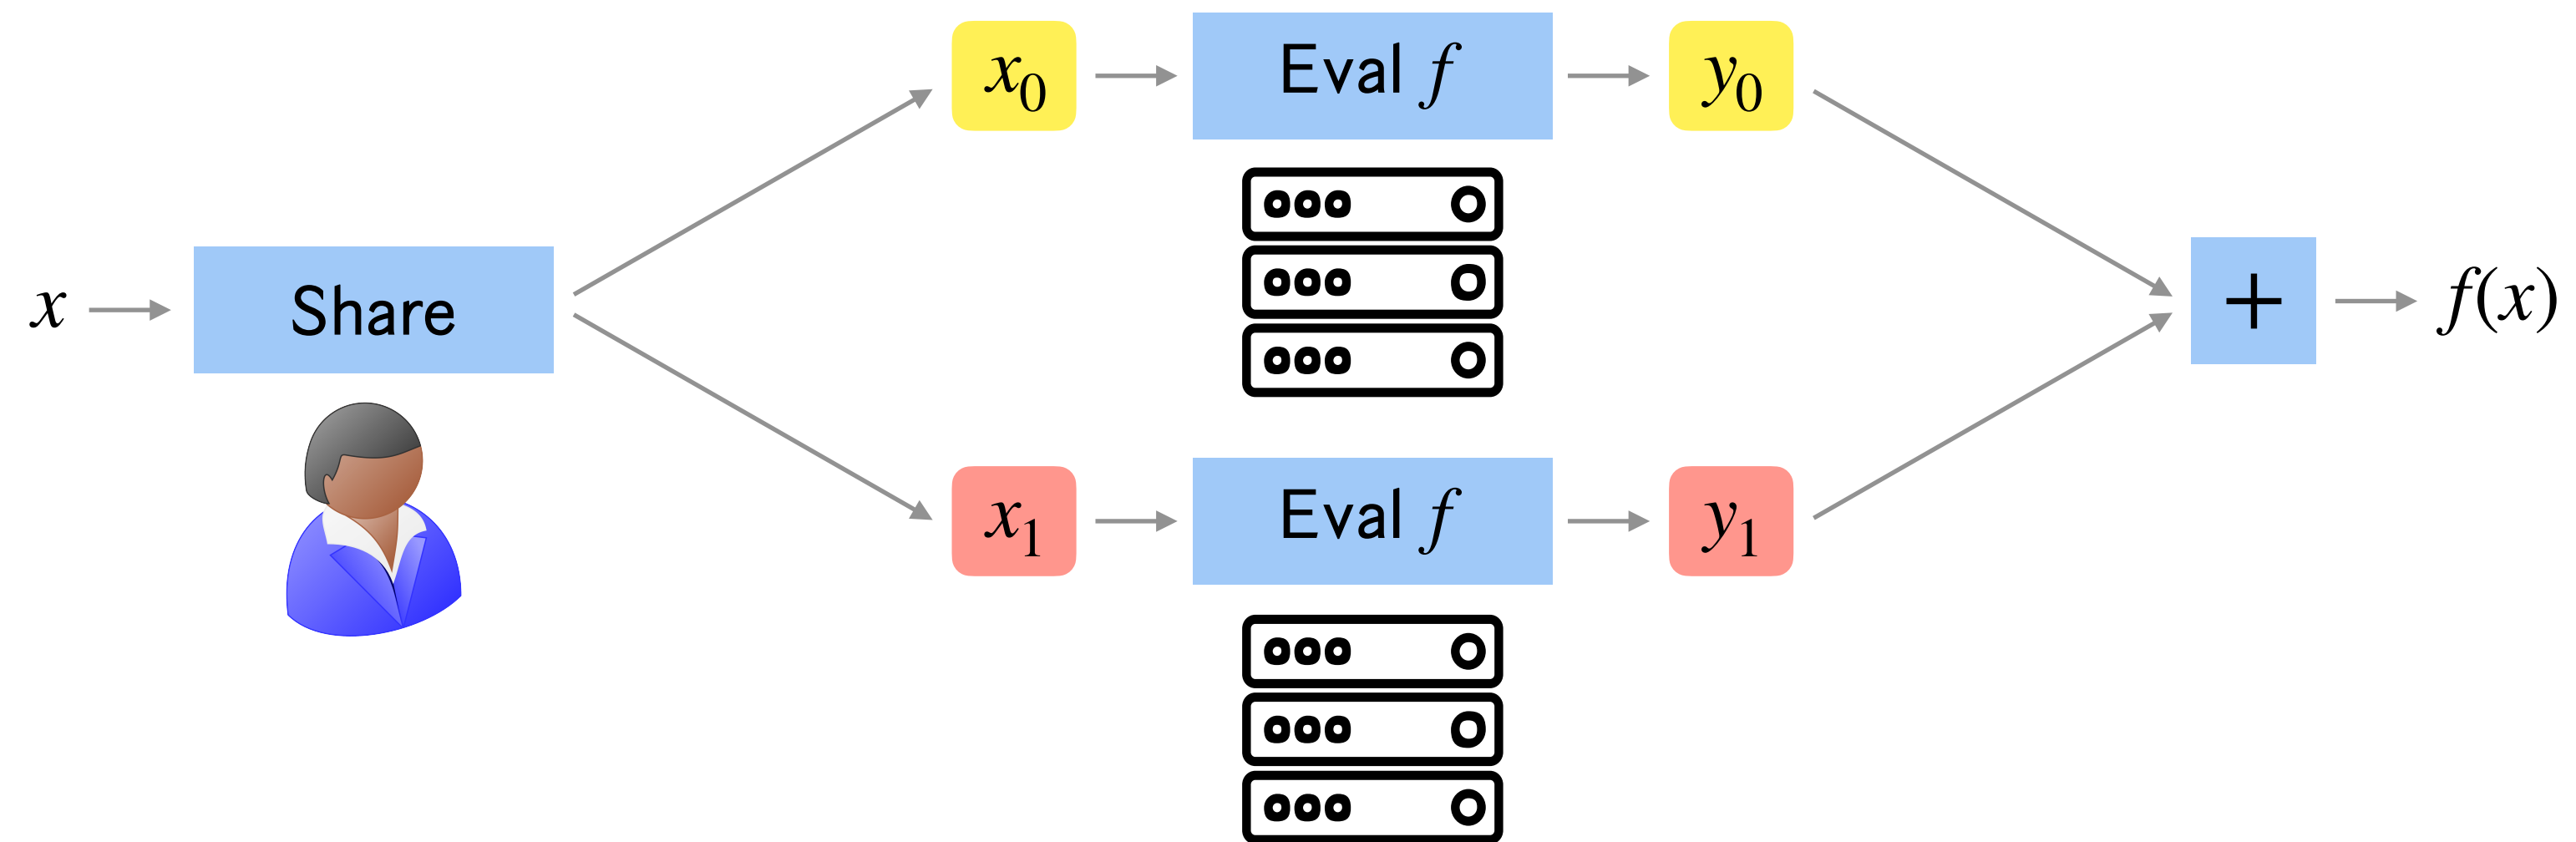 x
Share
x₀
Eval f
y₀
x₁
Eval f
y₁
+
f(x)